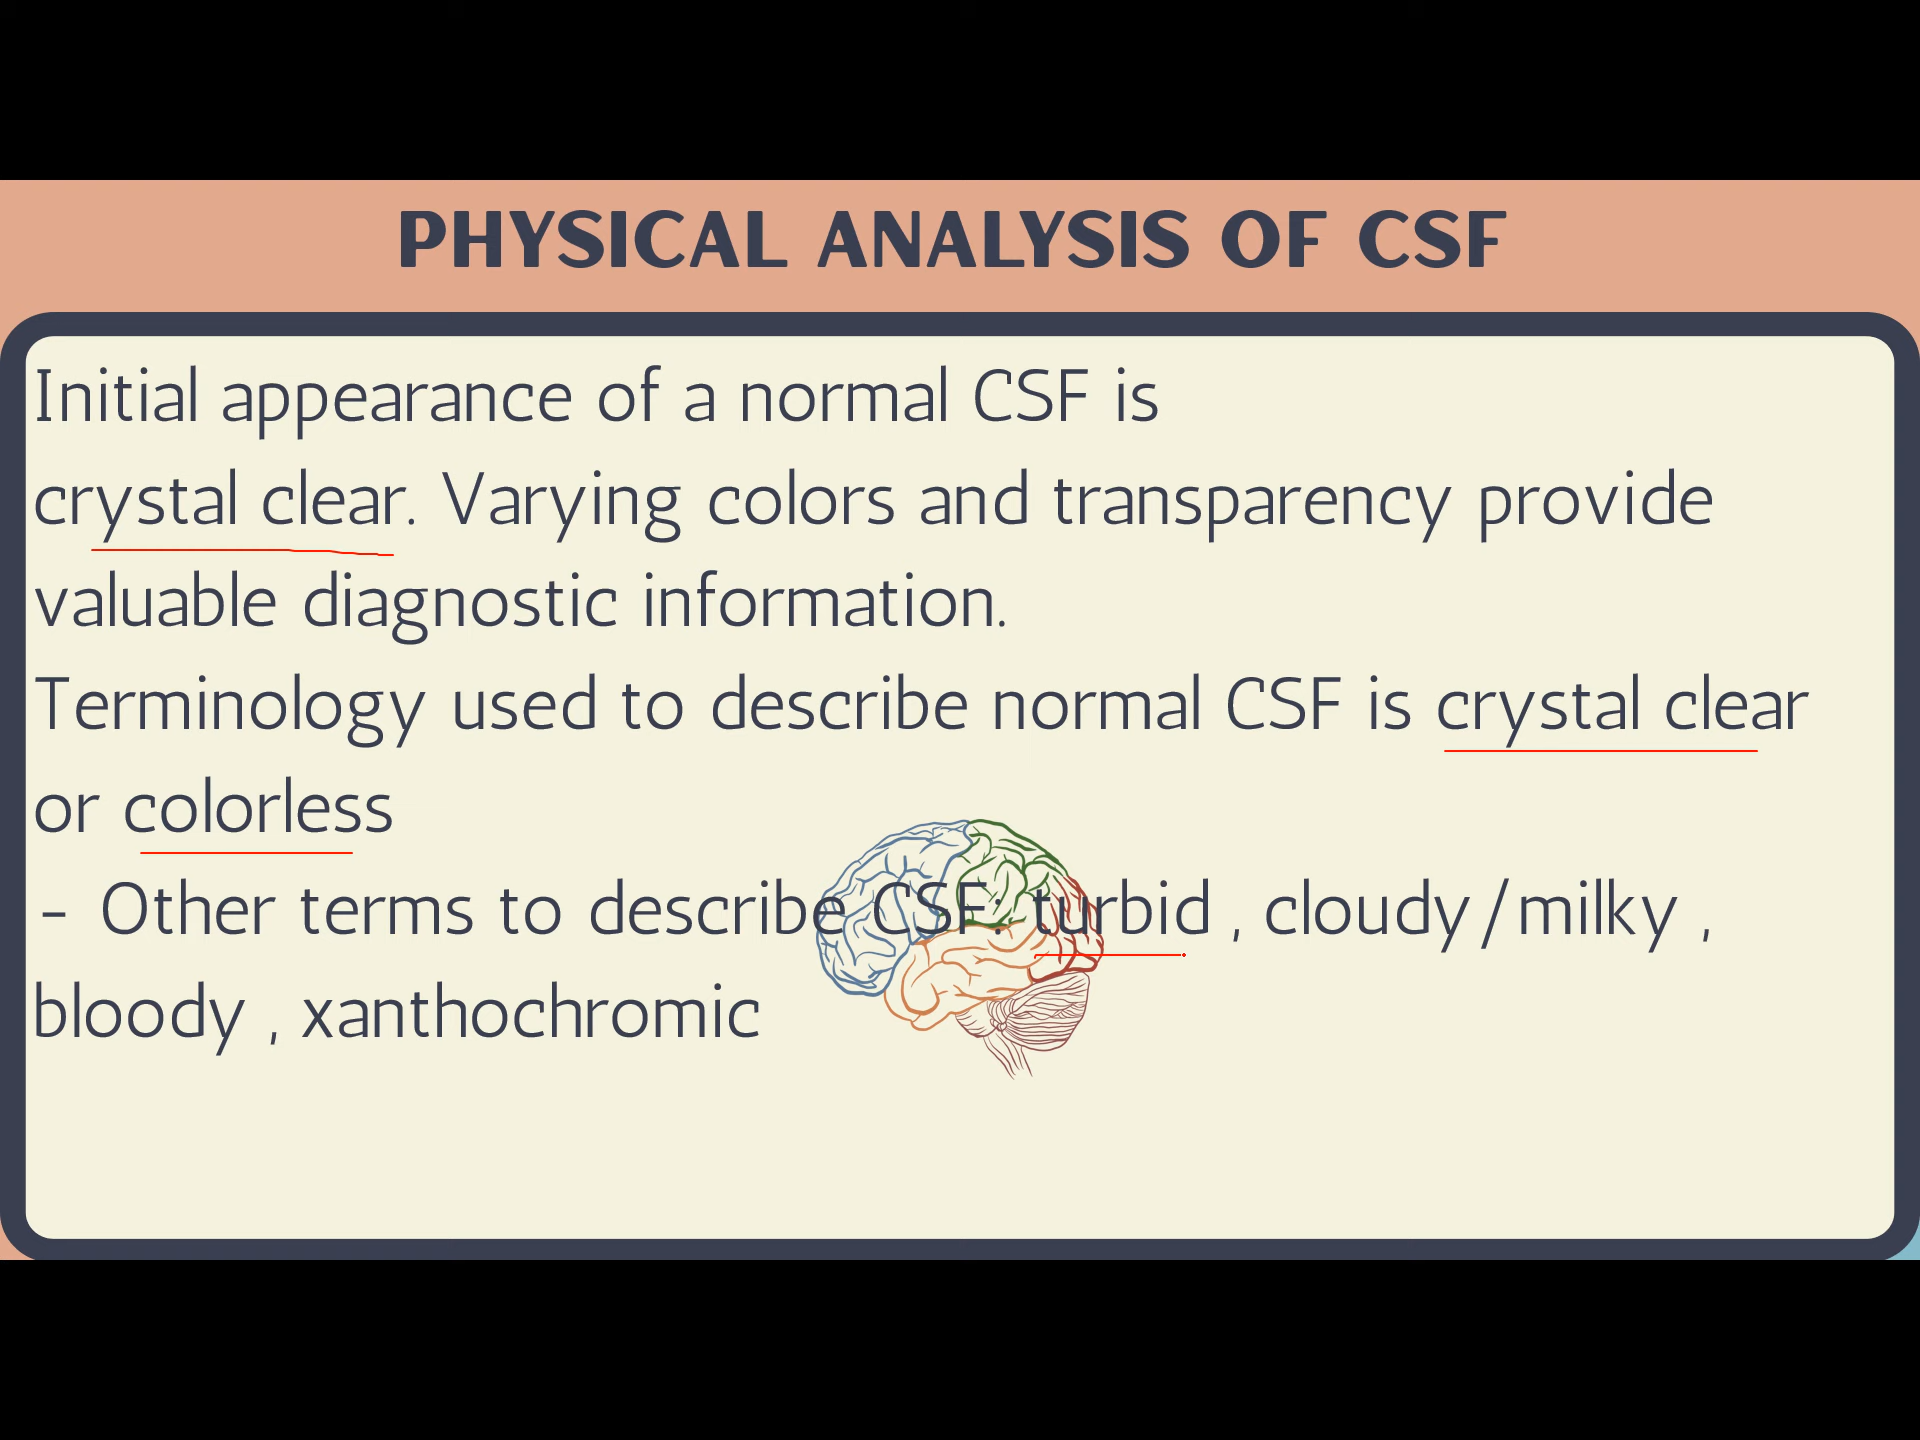 PHYSICAL ANALYSIS OF CSF
Initial appearance of a normal CSF is
crystal clear. Varying colors and transparency provide
valuable diagnostic information.
Terminology used to describe normal CSF is crystal clear
or colorless
- Other terms to describe CSF: turbid , cloudy/milky ,
bloody , xanthochromic